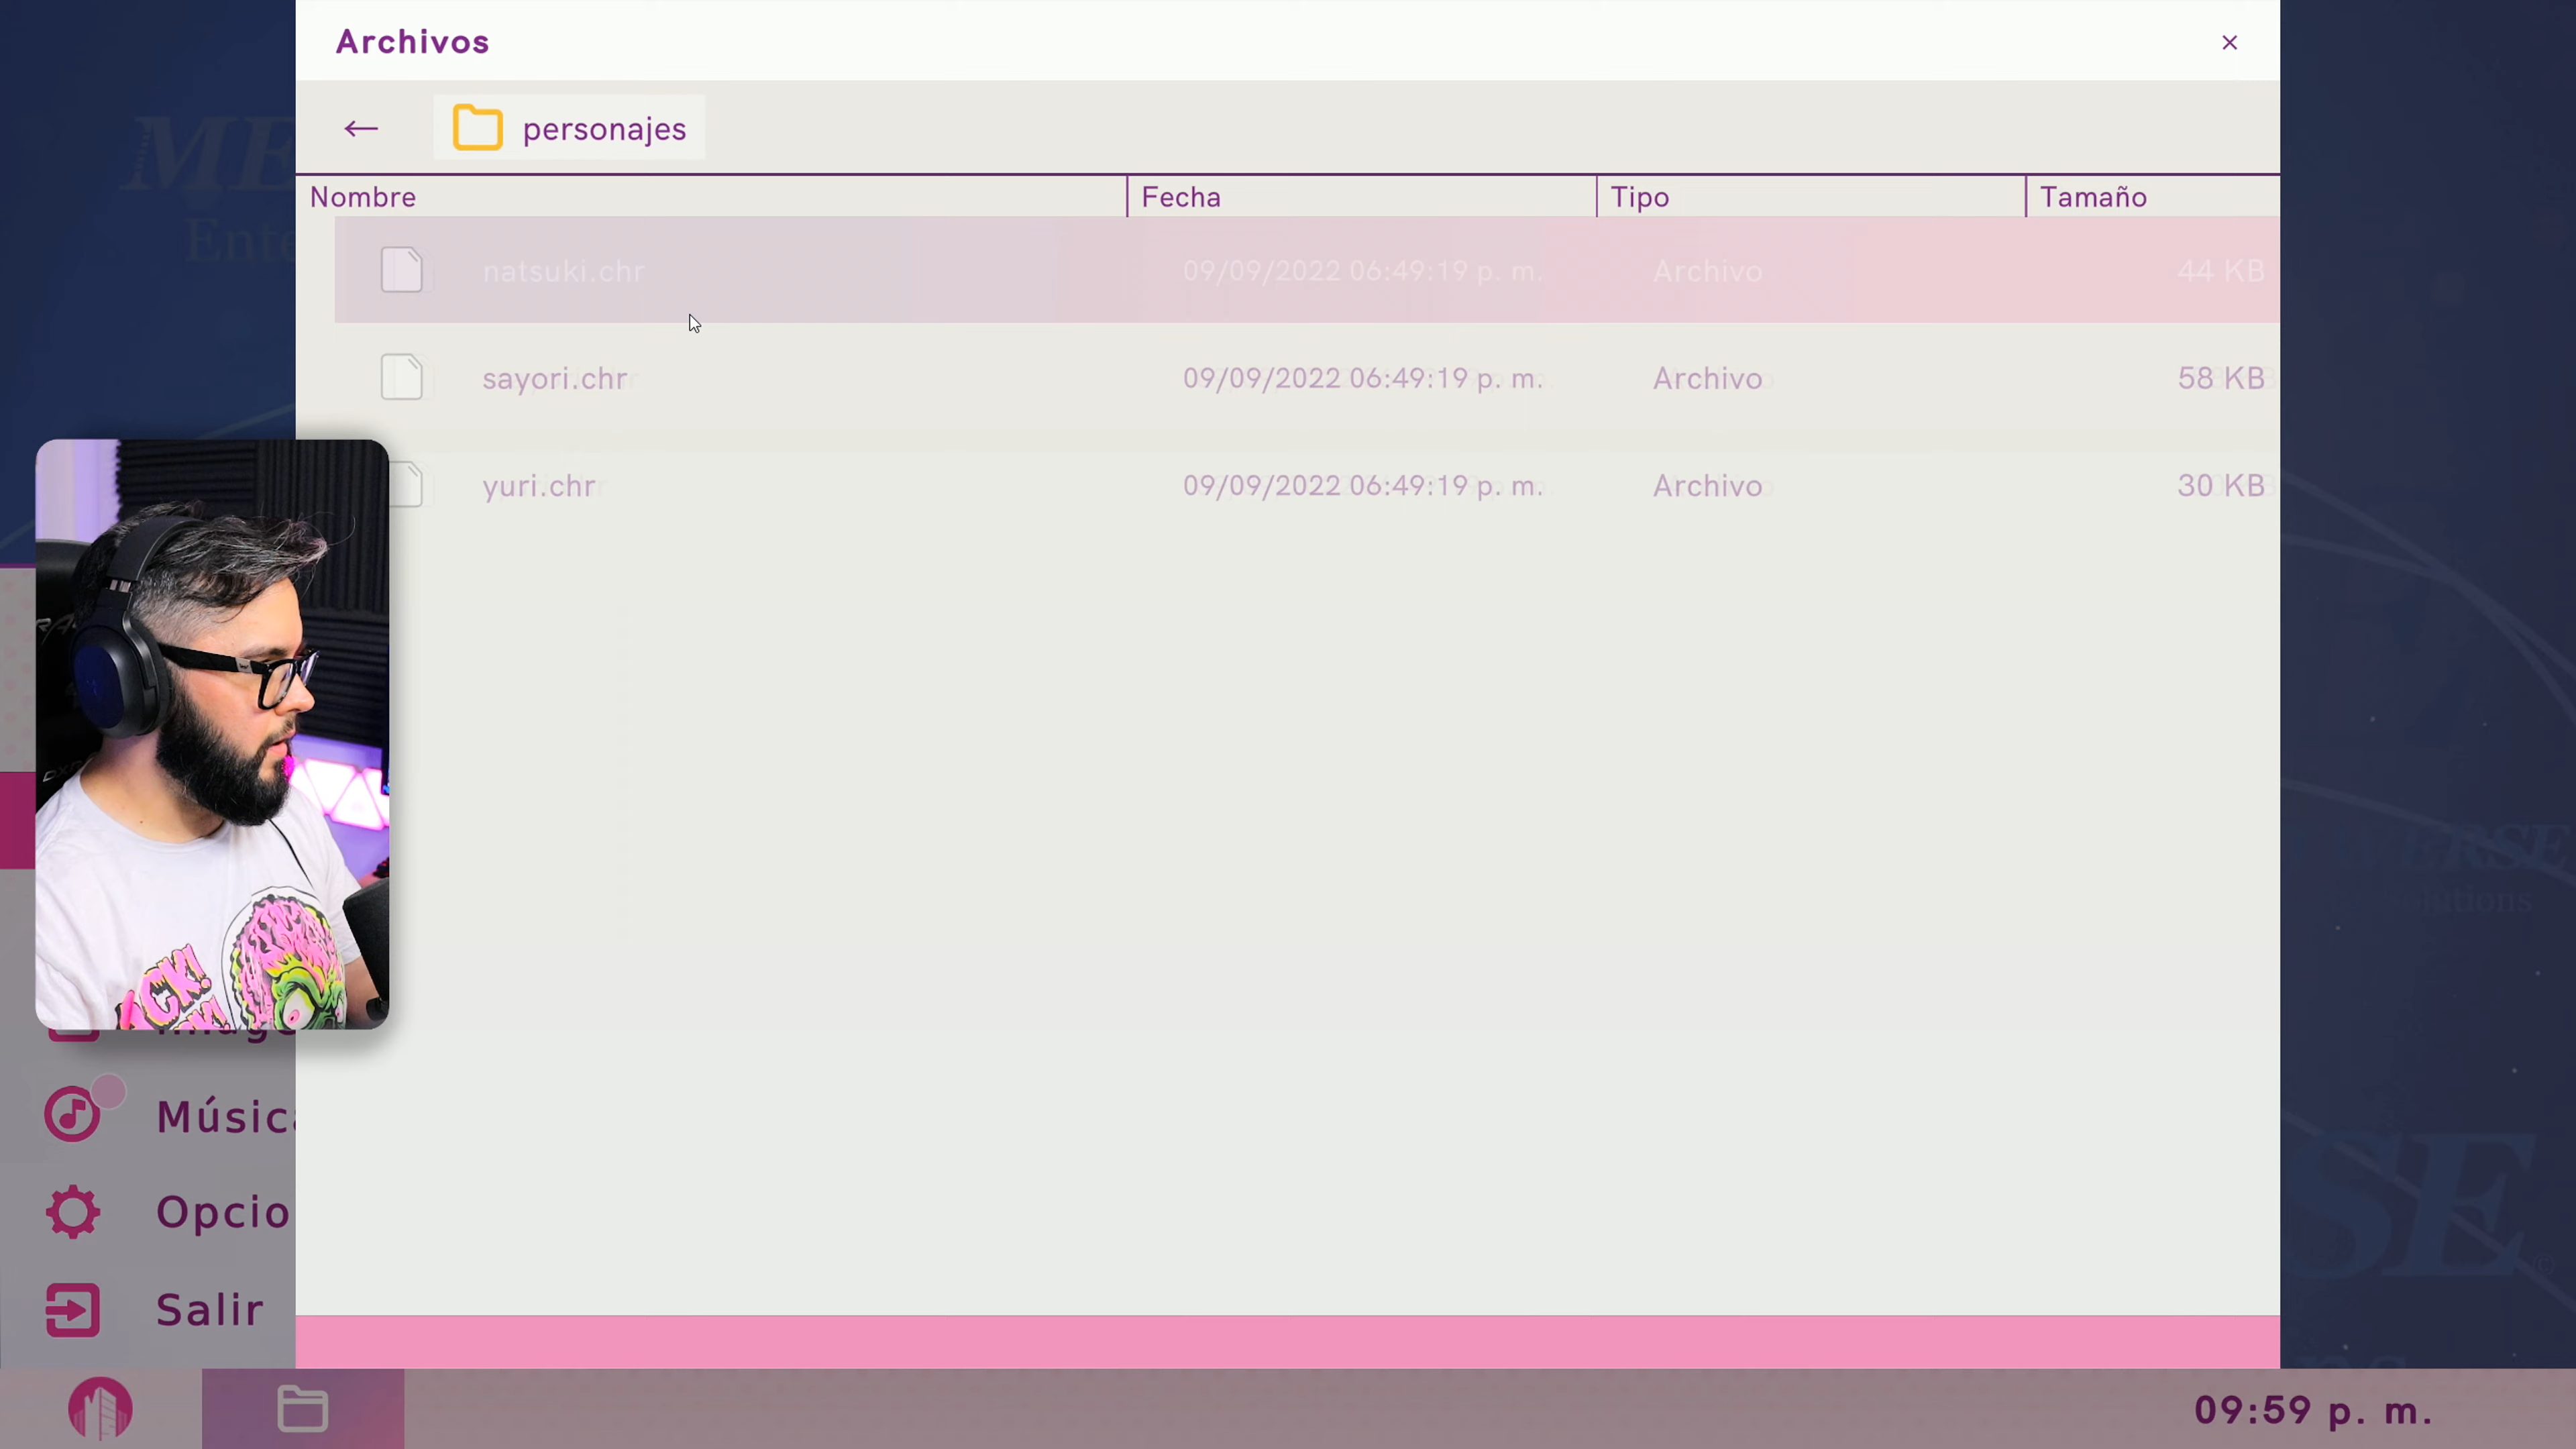 Archivos
personajes
Nombre Fecha Tipo Tamaño
natsuki.chr 09/09/2022 06:49:19 p. m. Archivo 44 KB
sayori.chr 09/09/2022 06:49:19 p. m. Archivo 58 KB
yuri.chr 09/09/2022 06:49:19 p. m. Archivo 30 KB
Música
Opcio
Salir
09:59 p. m.